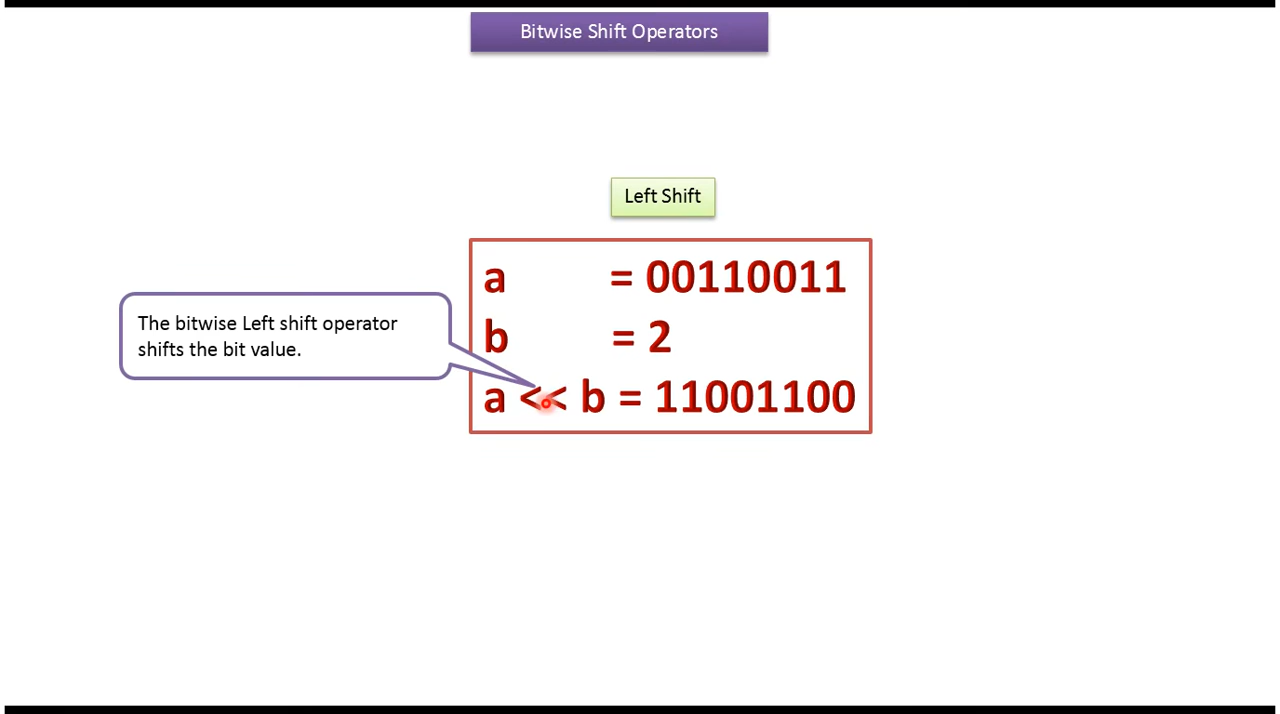 Bitwise Shift Operators
Left Shift
a = 00110011
The bitwise Left shift operator
shifts the bit value.
b = 2
a << b = 11001100